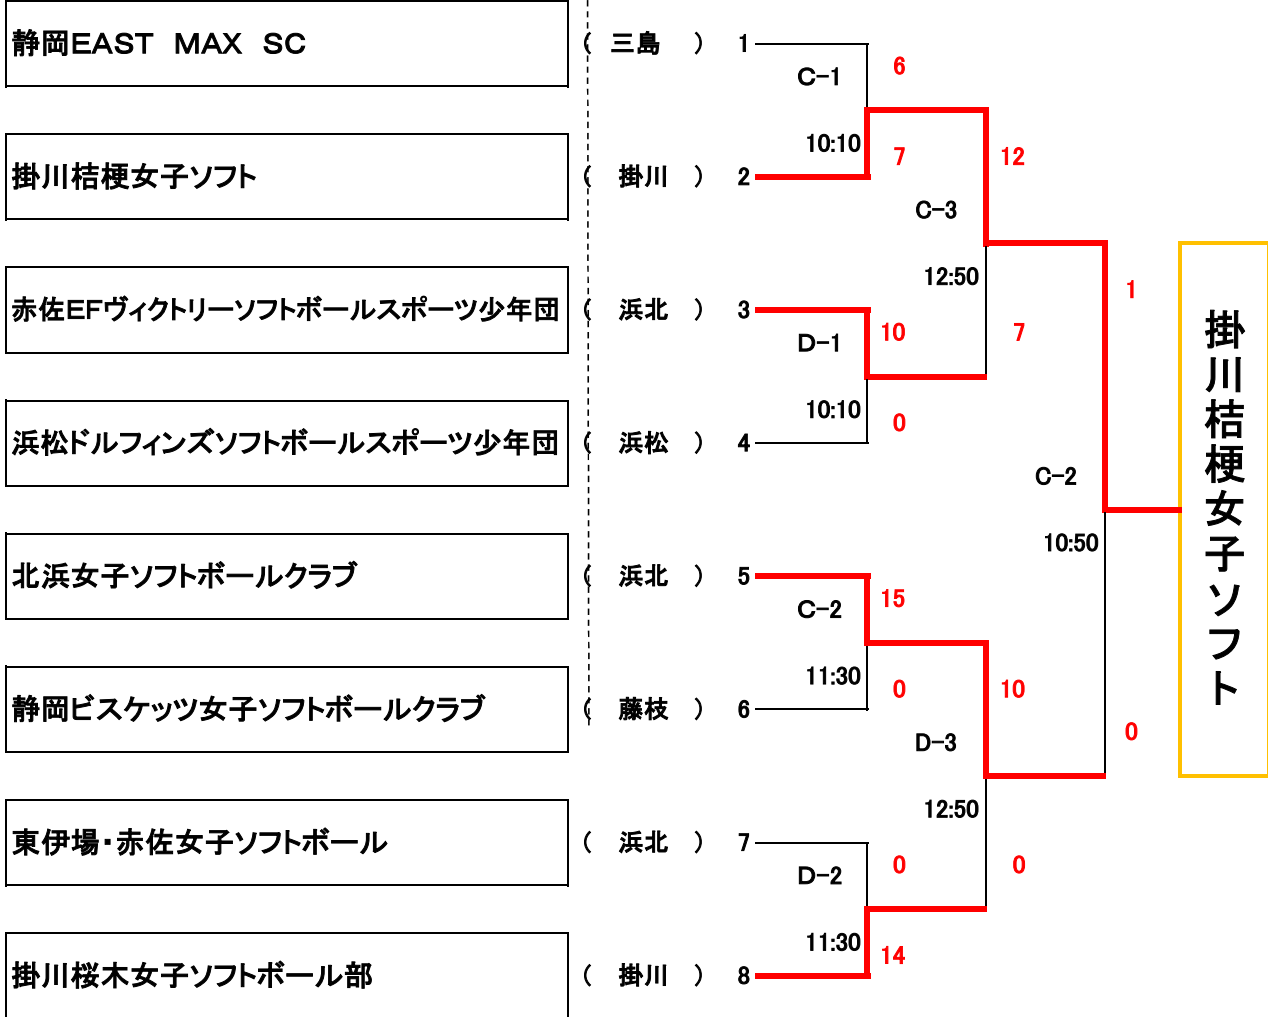 静岡EAST　MAX　SC （ 三島 ） 1
C-1 6
10:10 7 12
掛川桔梗女子ソフト （ 掛川 ） 2
C-3
12:50 1
赤佐EFヴィクトリーソフトボールスポーツ少年団 （ 浜北 ） 3
D-1 10 7
10:10 0
浜松ドルフィンズソフトボールスポーツ少年団 （ 浜松 ） 4
C-2
10:50
掛川桔梗女子ソフト
北浜女子ソフトボールクラブ （ 浜北 ） 5
C-2 15
11:30 0 10
静岡ビスケッツ女子ソフトボールクラブ （ 藤枝 ） 6
D-3 0
12:50
東伊場・赤佐女子ソフトボール （ 浜北 ） 7
D-2 0 0
11:30 14
掛川桜木女子ソフトボール部 （ 掛川 ） 8